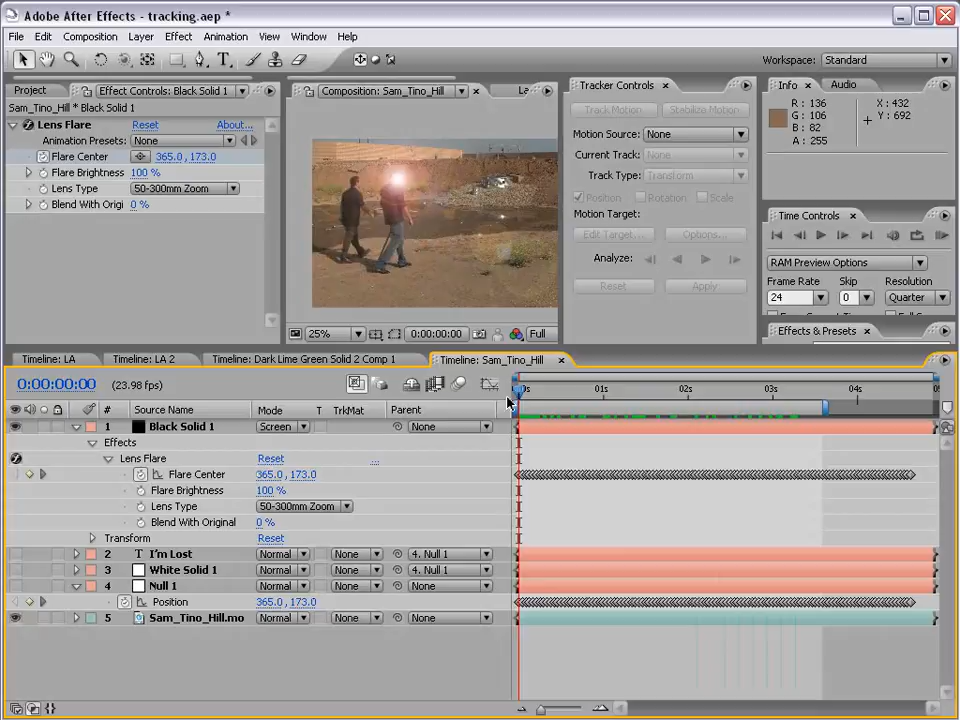 Adobe After Effects - tracking.aep *
File Edit Composition Layer Effect Animation View Window Help
T Workspace: Standard
Project Effect Controls: Black Solid 1
Composition: Sam_Tino_Hill La
Tracker Controls
Info Audio
Sam_Tino_Hill * Black Solid 1
Lens Flare Reset About...
Animation Presets: None
Flare Center 365.0, 173.0
Flare Brightness 100 %
Lens Type 50-300mm Zoom
Blend With Origi 0 %
25% 0:00:00:00 Full
Track Motion Stabilize Motion
Motion Source: None
Current Track: None
Track Type: Transform
Position Rotation Scale
Motion Target:
Edit Target... Options...
Analyze:
Reset Apply
R : 136 X : 432
G : 106 Y : 692
B : 82
A : 255
Time Controls
RAM Preview Options
Frame Rate Skip Resolution
24 0 Quarter
Effects & Presets
Timeline: LA Timeline: LA 2 Timeline: Dark Lime Green Solid 2 Comp 1 Timeline: Sam_Tino_Hill
0:00:00:00 (23.98 fps)
0s 01s 02s 03s 04s
# Source Name Mode T TrkMat Parent
1 Black Solid 1 Screen None
Effects
Lens Flare Reset ...
Flare Center 365.0, 173.0
Flare Brightness 100 %
Lens Type 50-300mm Zoom
Blend With Original 0 %
Transform Reset
2 T I'm Lost Normal None 4. Null 1
3 White Solid 1 Normal None 4. Null 1
4 Null 1 Normal None None
Position 365.0, 173.0
5 Sam_Tino_Hill.mo Normal None None